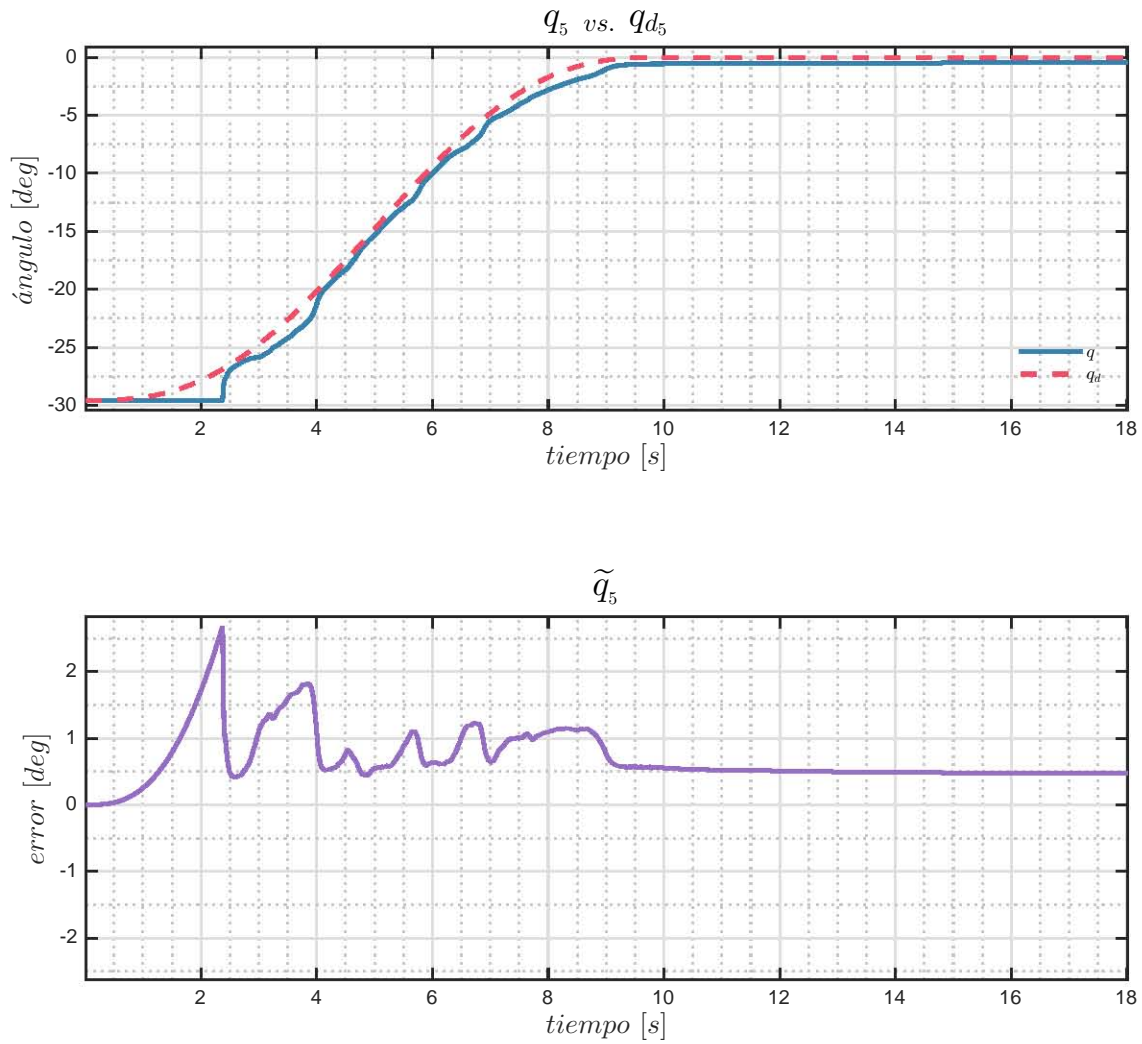 q₅ vs. q_d₅
ángulo [deg]
0
-5
-10
-15
-20
-25
-30
q
q_d
2 4 6 8 10 12 14 16 18
tiempo [s]
q̃₅
error [deg]
2
1
0
-1
-2
2 4 6 8 10 12 14 16 18
tiempo [s]